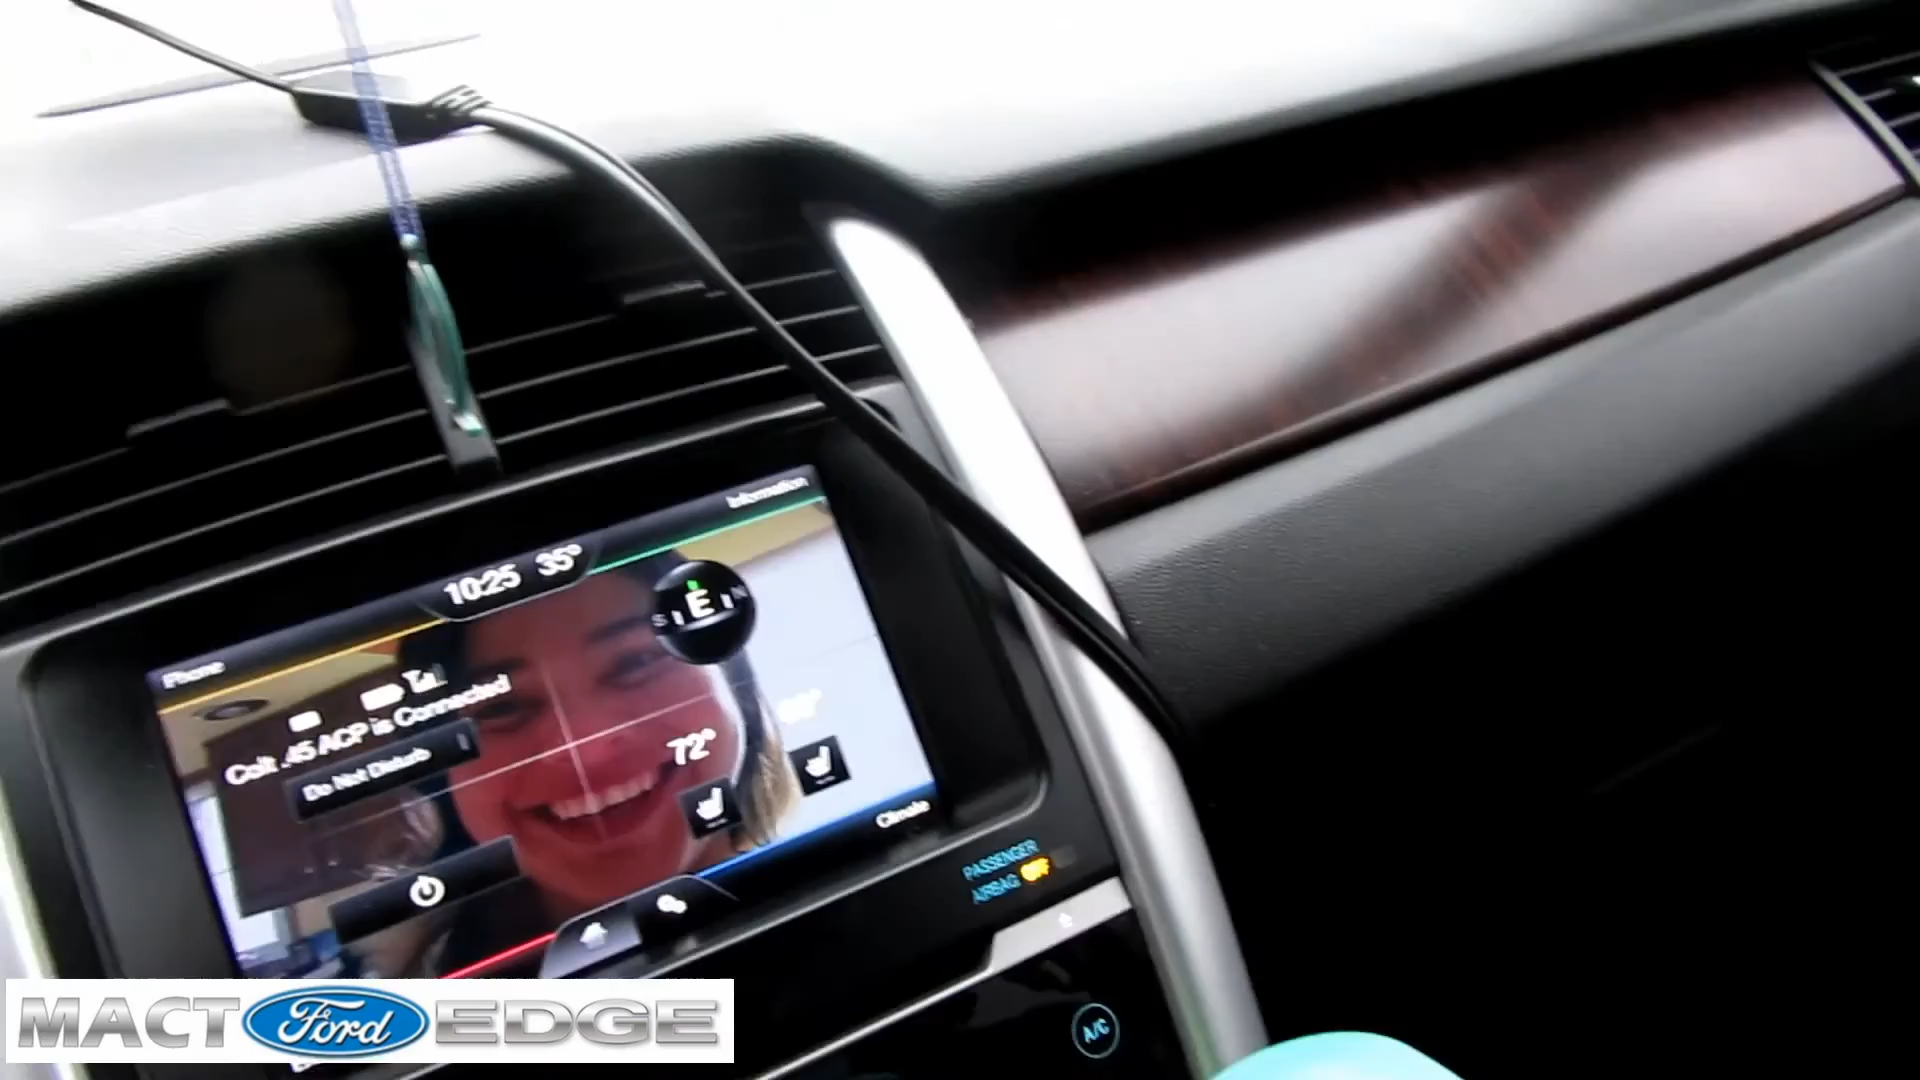 Information
10:25 35°
E
S
N
Phone
Colt .45 ACP is Connected
Do Not Disturb
72°
Climate
PASSENGER
AIRBAG OFF
A/C
MACT Ford EDGE